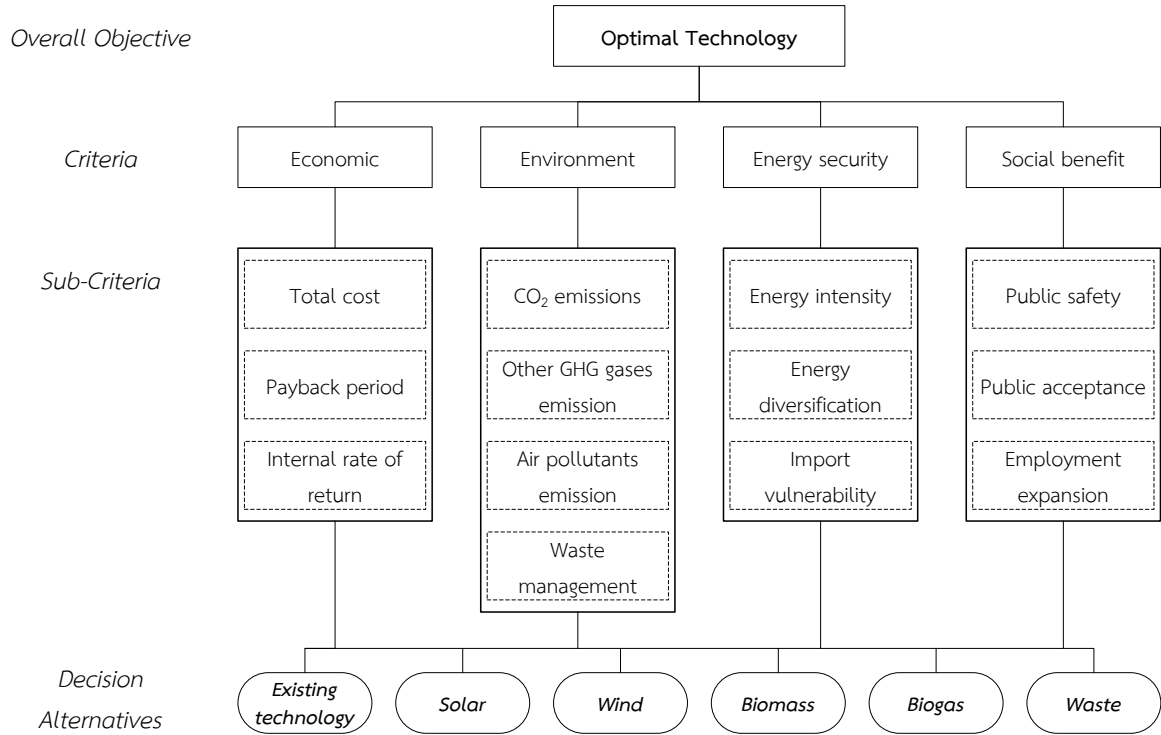 Overall Objective
Optimal Technology
Criteria
Economic
Environment
Energy security
Social benefit
Sub-Criteria
Total cost
Payback period
Internal rate of
return
CO₂ emissions
Other GHG gases
emission
Air pollutants
emission
Waste
management
Energy intensity
Energy
diversification
Import
vulnerability
Public safety
Public acceptance
Employment
expansion
Decision
Alternatives
Existing
technology
Solar
Wind
Biomass
Biogas
Waste